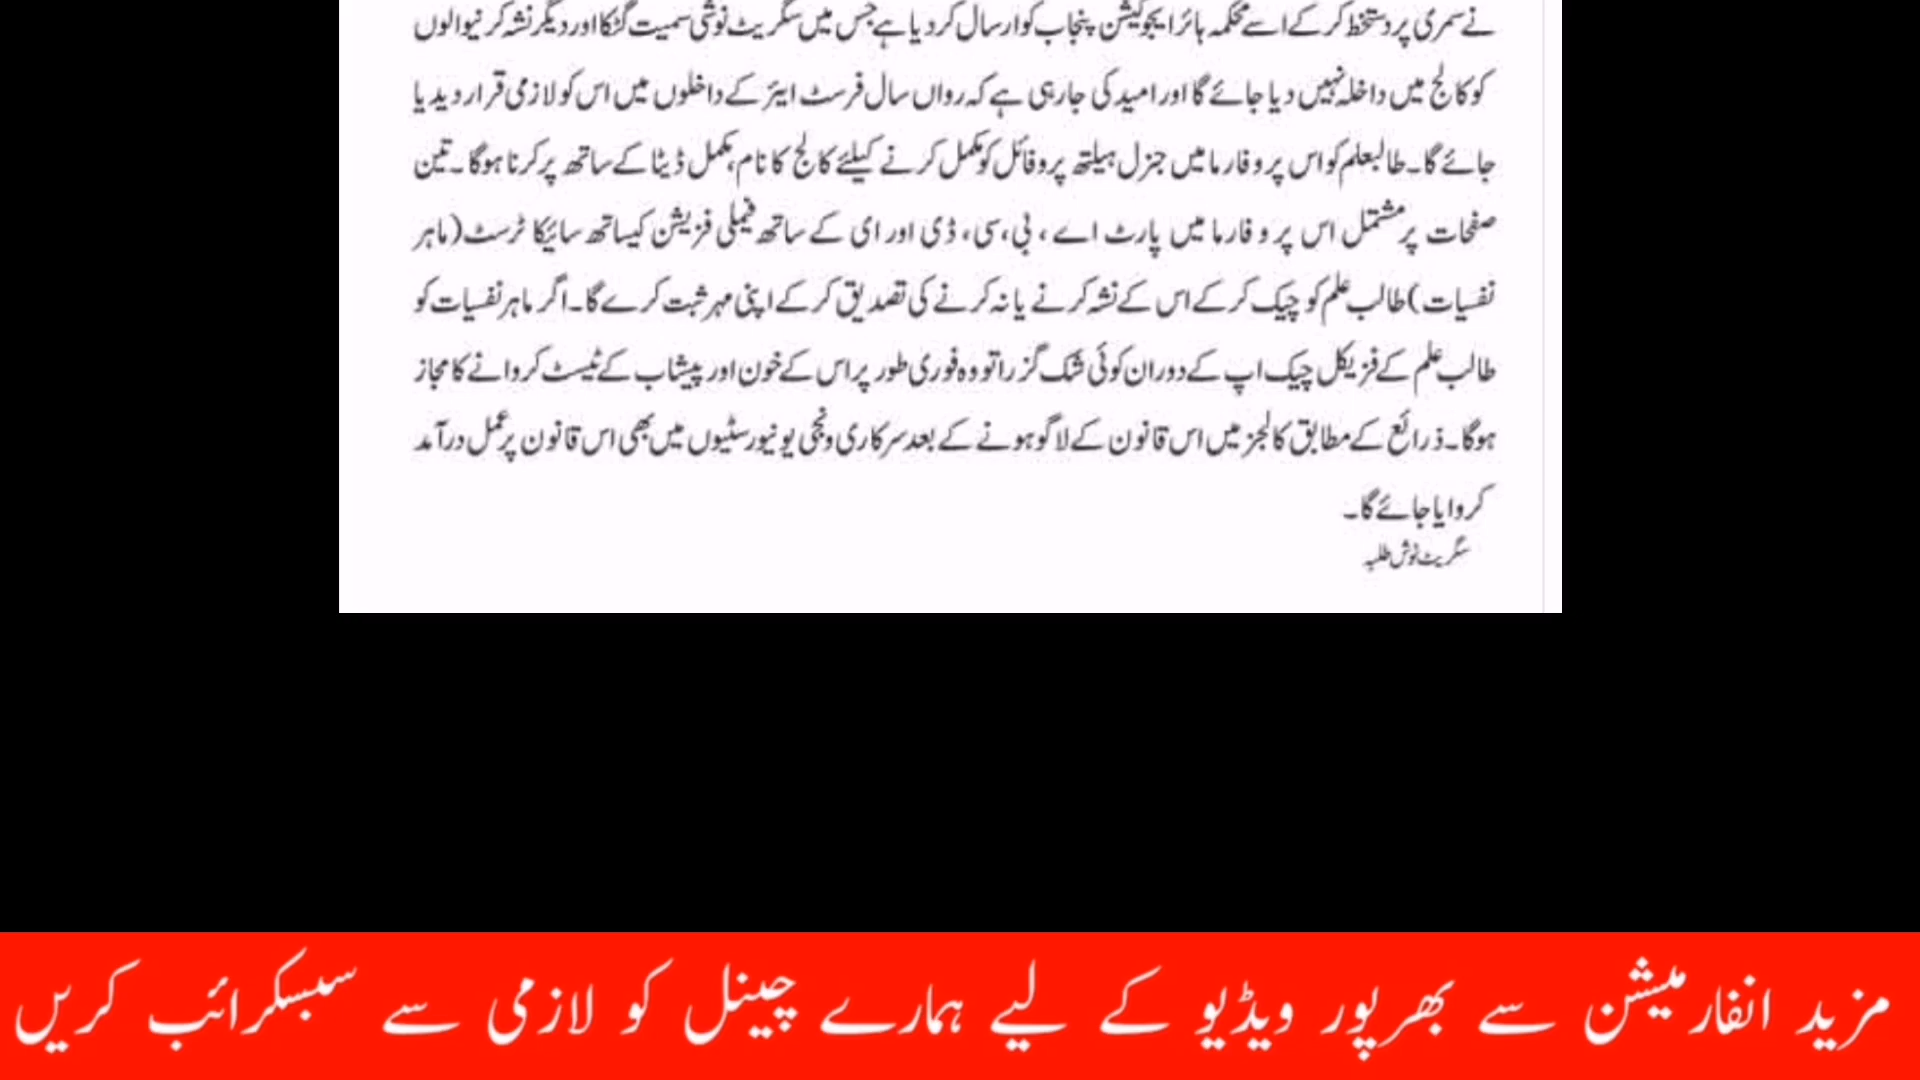 نے سمری پر دستخط کر کے اسے محکمہ ہائر ایجوکیشن پنجاب کو ارسال کر دیا ہے جس میں سگریٹ نوشی سمیت گٹکا اور دیگر نشہ کرنیوالوں
کو کالج میں داخلہ نہیں دیا جائے گا اور امید کی جارہی ہے کہ رواں سال فرسٹ ایئر کے داخلوں میں اس کو لازمی قرار دیدیا
جائے گا۔ طالبعلم کو اس پروفارما میں جنرل ہیلتھ پروفائل کو مکمل کرنے کیلئے کالج کا نام، مکمل ڈیٹا کے ساتھ پر کرنا ہوگا۔ تین
صفحات پر مشتمل اس پروفارما میں پارٹ اے، بی، سی، ڈی اور ای کے ساتھ فیملی فزیشن کیساتھ سائیکا ٹرسٹ (ماہر
نفسیات) طالب علم کو چیک کر کے اس کے نشہ کرنے یا نہ کرنے کی تصدیق کر کے اپنی مہر ثبت کرے گا۔ اگر ماہر نفسیات کو
طالب علم کے فزیکل چیک اپ کے دوران کوئی شک گزرا تو وہ فوری طور پر اس کے خون اور پیشاب کے ٹیسٹ کروانے کا مجاز
ہوگا۔ ذرائع کے مطابق کالجز میں اس قانون کے لاگو ہونے کے بعد سرکاری ونجی یونیورسٹیوں میں بھی اس قانون پر عمل درآمد
کروایا جائے گا۔
سگریٹ نوش طلبہ
مزید انفارمیشن سے بھرپور ویڈیو کے لیے ہمارے چینل کو لازمی سے سبسکرائب کریں